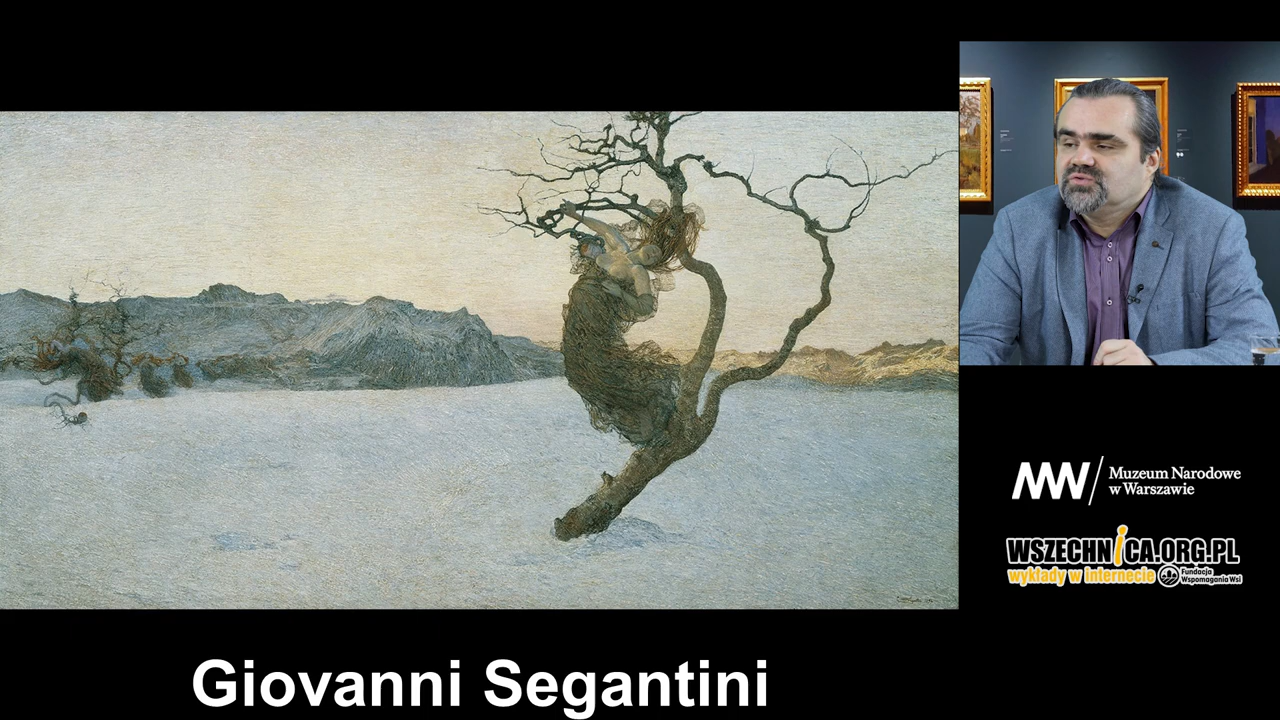 Muzeum Narodowe
w Warszawie
WSZECHNICA.ORG.PL
wykłady w internecie
Fundacja
Wspomagania Wsi
Giovanni Segantini